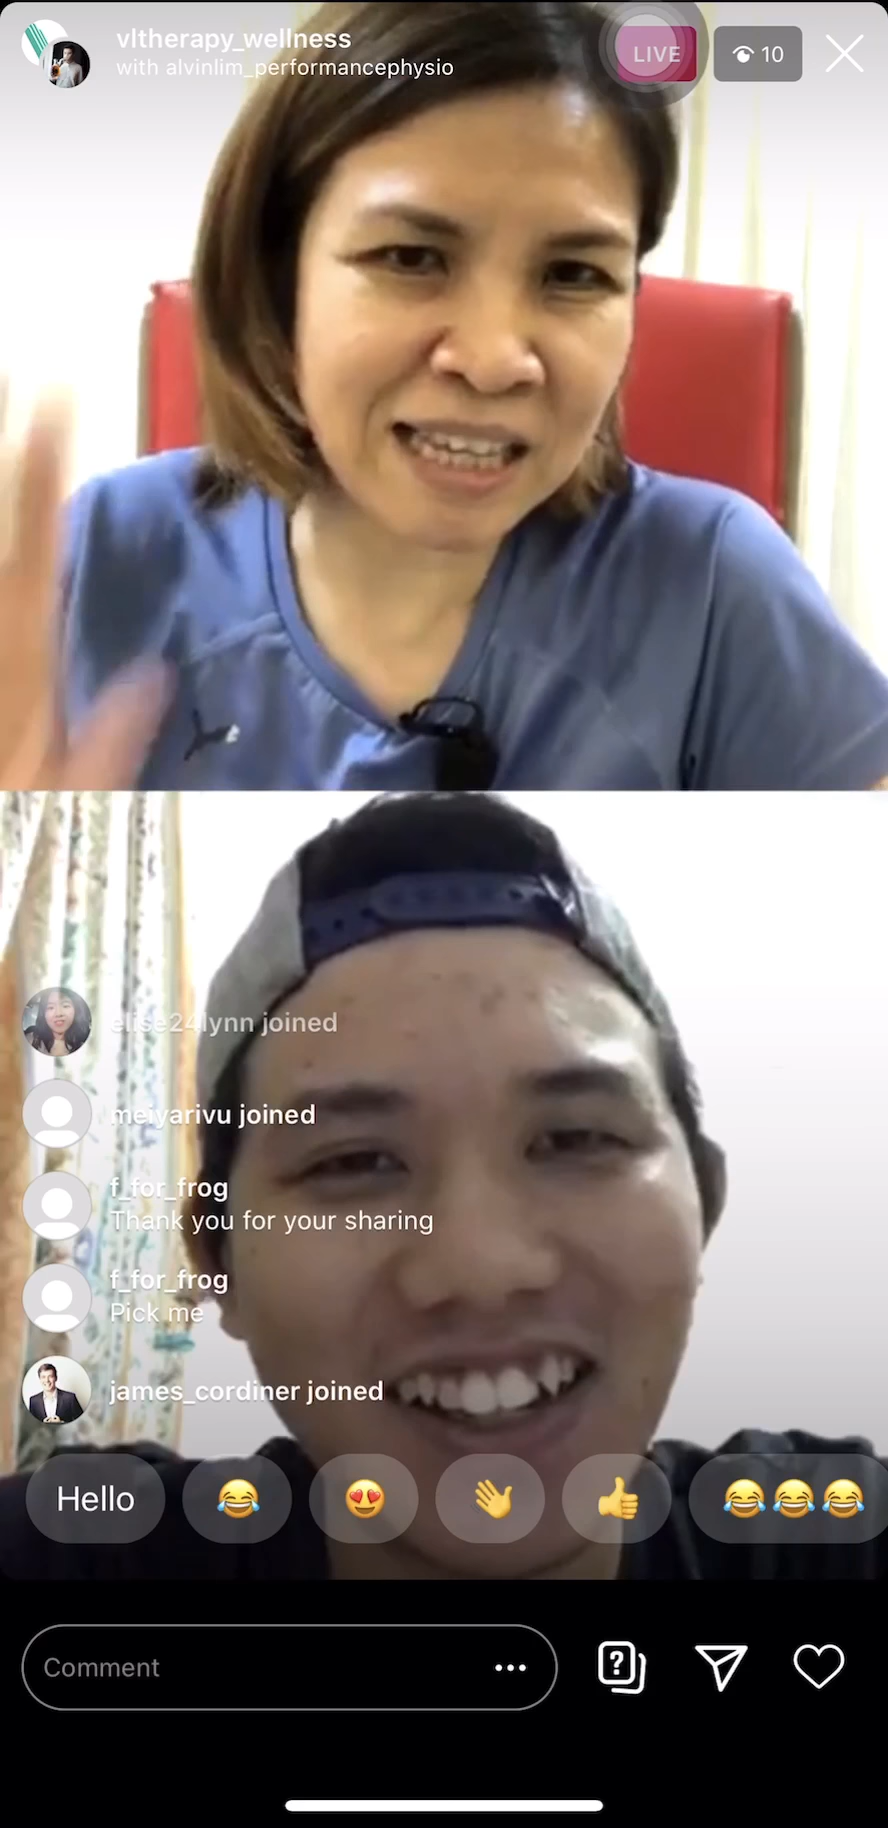 vltherapy_wellness
with alvinlim_performancephysio
LIVE
10
elise24lynn joined
meiyarivu joined
f_for_frog
Thank you for your sharing
f_for_frog
Pick me
james_cordiner joined
Hello
Comment